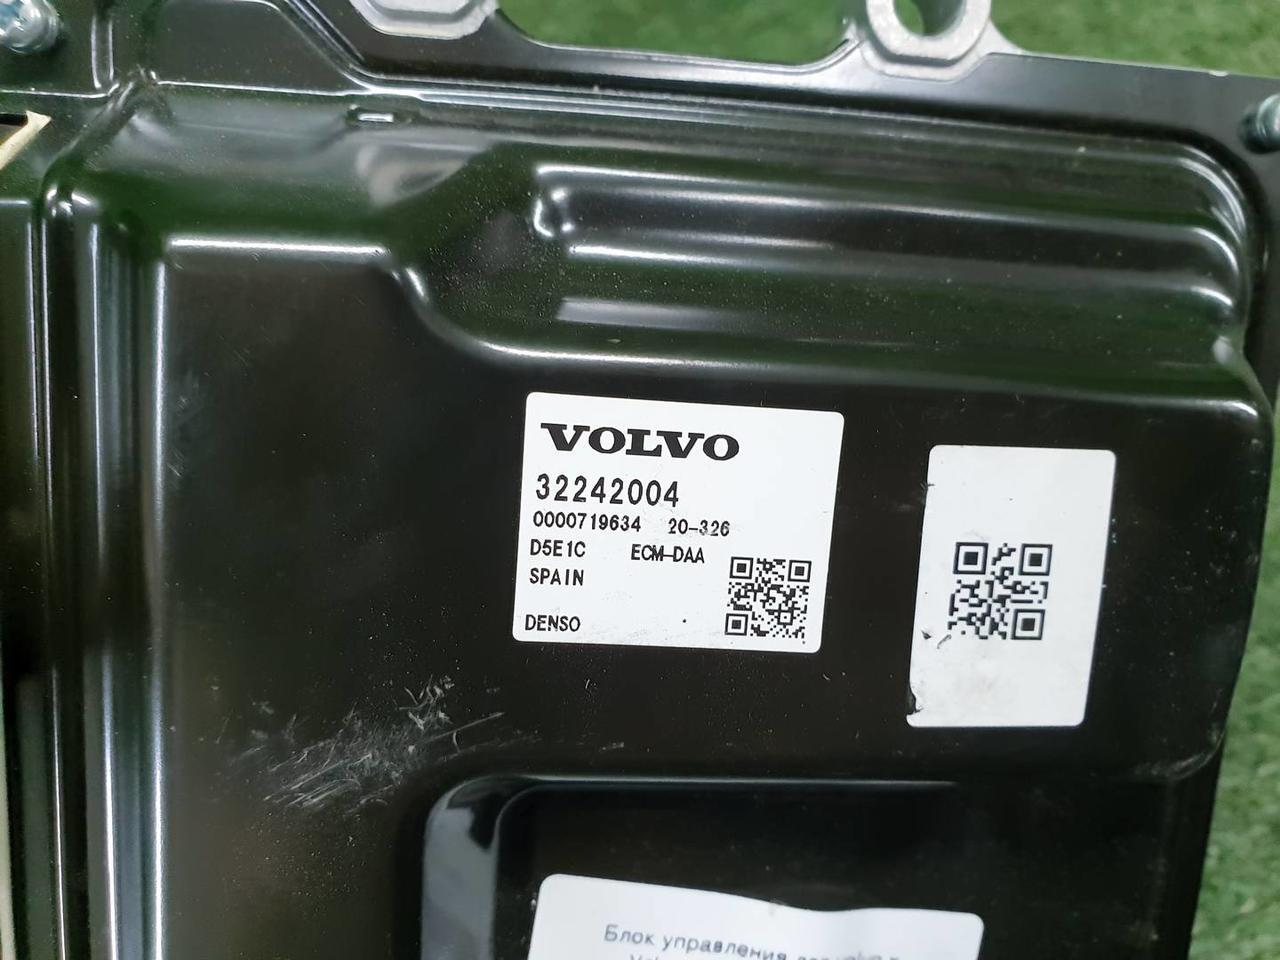 VOLVO
32242004
0000719634 20-326
D5E1C ECM-DAA
SPAIN
DENSO
Блок управления